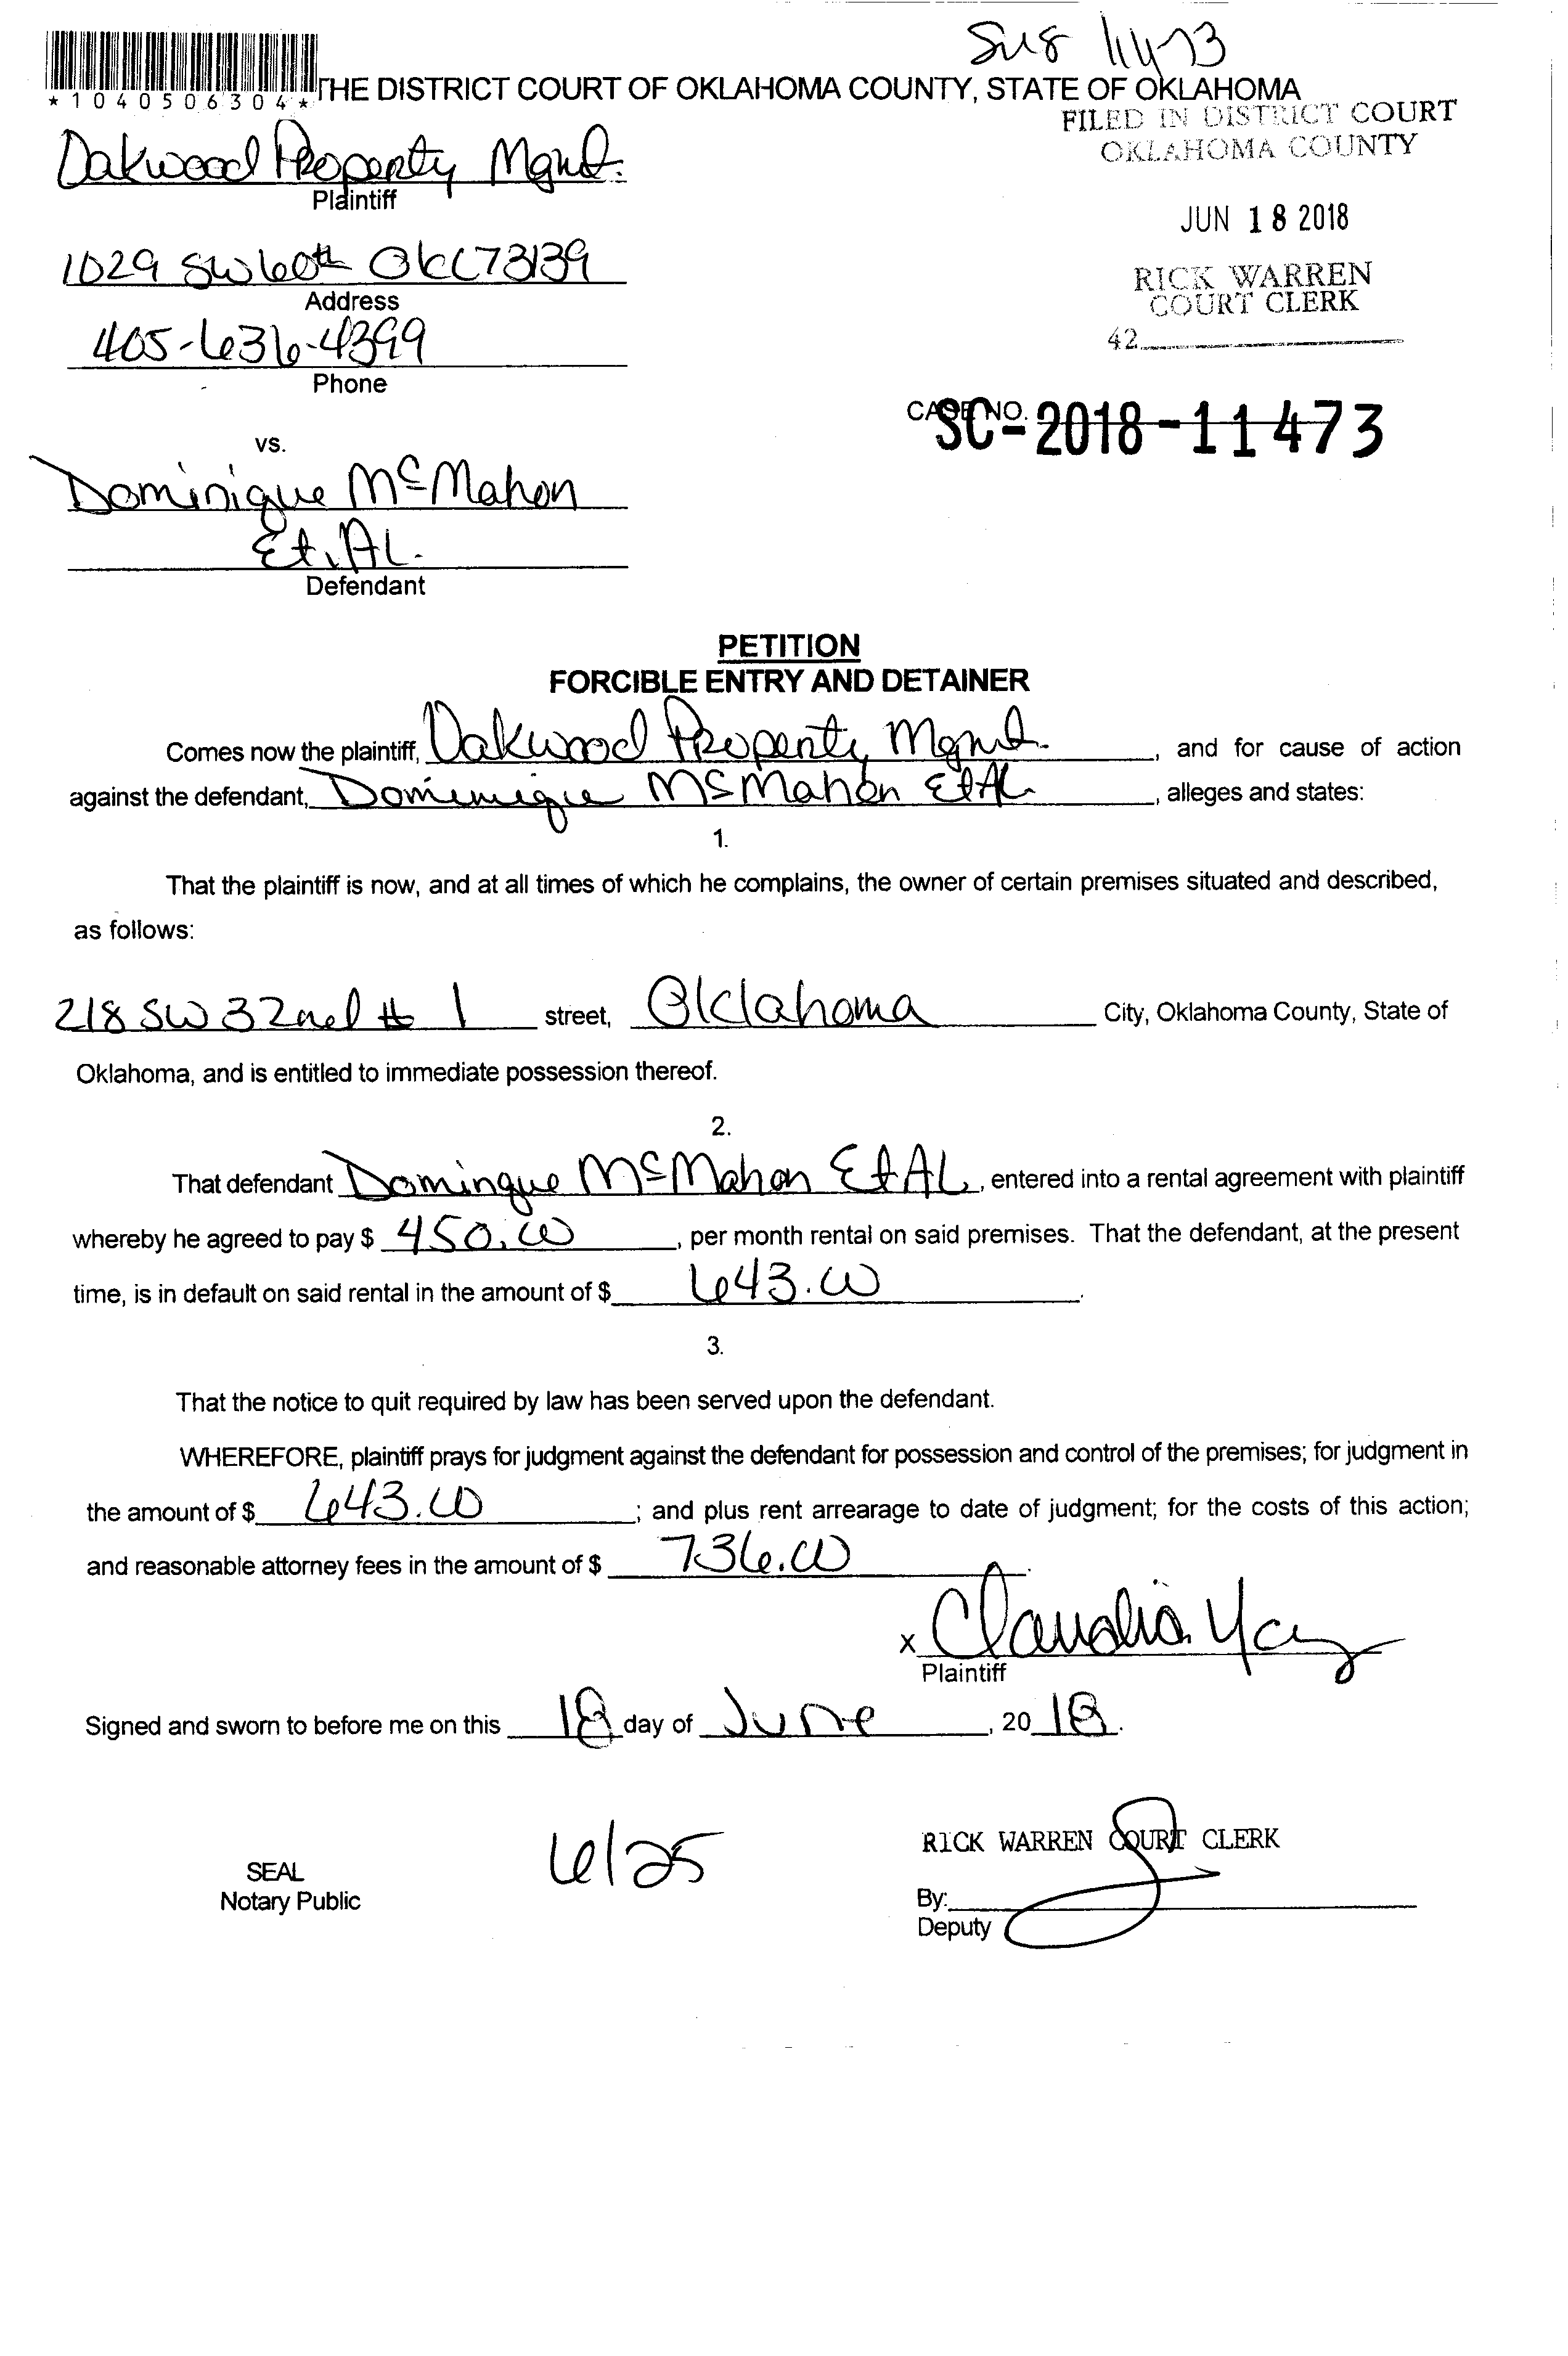 THE DISTRICT COURT OF OKLAHOMA COUNTY, STATE OF OKLAHOMA
*1040506304*
FILED IN DISTRICT COURT
OKLAHOMA COUNTY
Oakwood Property Mgmt.
Plaintiff
JUN 18 2018
1029 SW 60th OKC 73139
Address
RICK WARREN
COURT CLERK
405-636-4399
Phone
42
CASE NO. SC-2018-11473
vs.
Dominique McMahon
Et. AL.
Defendant
PETITION
FORCIBLE ENTRY AND DETAINER
Comes now the plaintiff, Oakwood Property Mgmt. , and for cause of action
against the defendant, Dominique McMahon Et AL , alleges and states:
1.
That the plaintiff is now, and at all times of which he complains, the owner of certain premises situated and described,
as follows:
218 SW 32nd # 1 street, Oklahoma City, Oklahoma County, State of
Oklahoma, and is entitled to immediate possession thereof.
2.
That defendant Domingue McMahon Et AL , entered into a rental agreement with plaintiff
whereby he agreed to pay $ 450.00 , per month rental on said premises. That the defendant, at the present
time, is in default on said rental in the amount of $ 643.00 .
3.
That the notice to quit required by law has been served upon the defendant.
WHEREFORE, plaintiff prays for judgment against the defendant for possession and control of the premises; for judgment in
the amount of $ 643.00 ; and plus rent arrearage to date of judgment; for the costs of this action;
and reasonable attorney fees in the amount of $ 736.00 .
x Claudia
Plaintiff
Signed and sworn to before me on this 18 day of June , 20 18 .
6/25
RICK WARREN COURT CLERK
SEAL
Notary Public
By:
Deputy